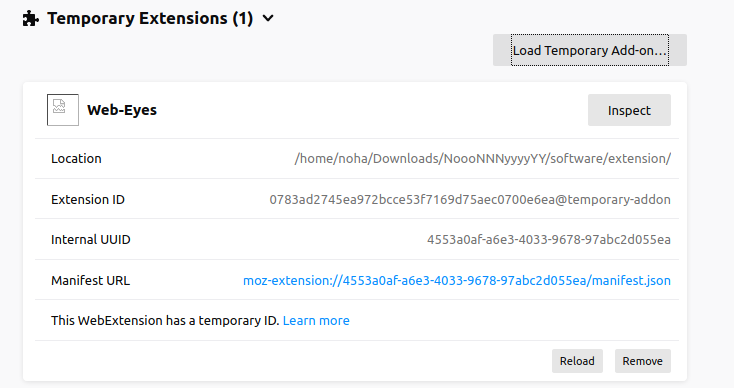 Temporary Extensions (1)
Load Temporary Add-on...
Web-Eyes
Inspect
Location
/home/noha/Downloads/NoooNNNyyyyYY/software/extension/
Extension ID
0783ad2745ea972bcce53f7169d75aec0700e6ea@temporary-addon
Internal UUID
4553a0af-a6e3-4033-9678-97abc2d055ea
Manifest URL
moz-extension://4553a0af-a6e3-4033-9678-97abc2d055ea/manifest.json
This WebExtension has a temporary ID. Learn more
Reload
Remove